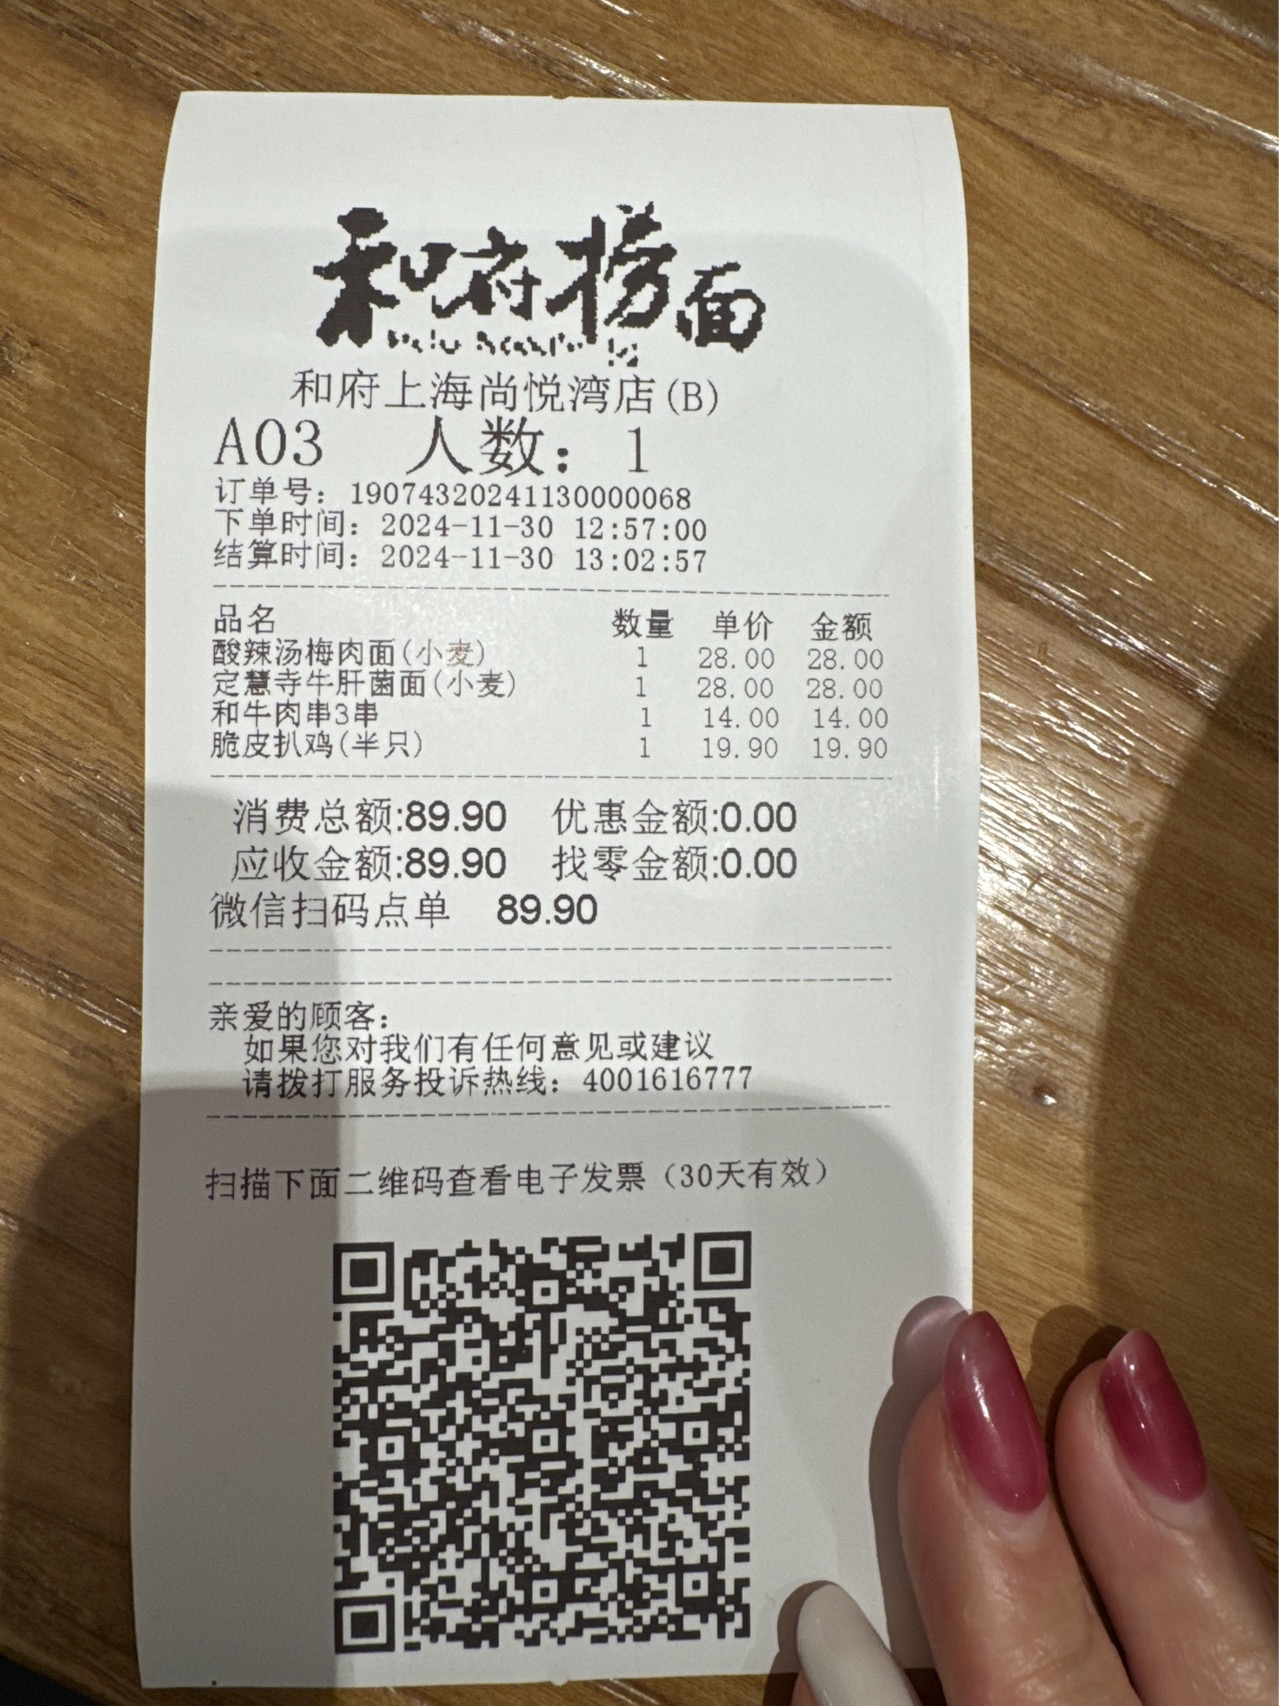 和府捞面
和府上海尚悦湾店(B)
A03 人数： 1
订单号：19074320241130000068
下单时间：2024-11-30 12:57:00
结算时间：2024-11-30 13:02:57
品名 数量 单价 金额
酸辣汤梅肉面(小麦) 1 28.00 28.00
定慧寺牛肝菌面(小麦) 1 28.00 28.00
和牛肉串3串 1 14.00 14.00
脆皮扒鸡(半只) 1 19.90 19.90
消费总额:89.90 优惠金额:0.00
应收金额:89.90 找零金额:0.00
微信扫码点单 89.90
亲爱的顾客：
如果您对我们有任何意见或建议
请拨打服务投诉热线：4001616777
扫描下面二维码查看电子发票（30天有效）